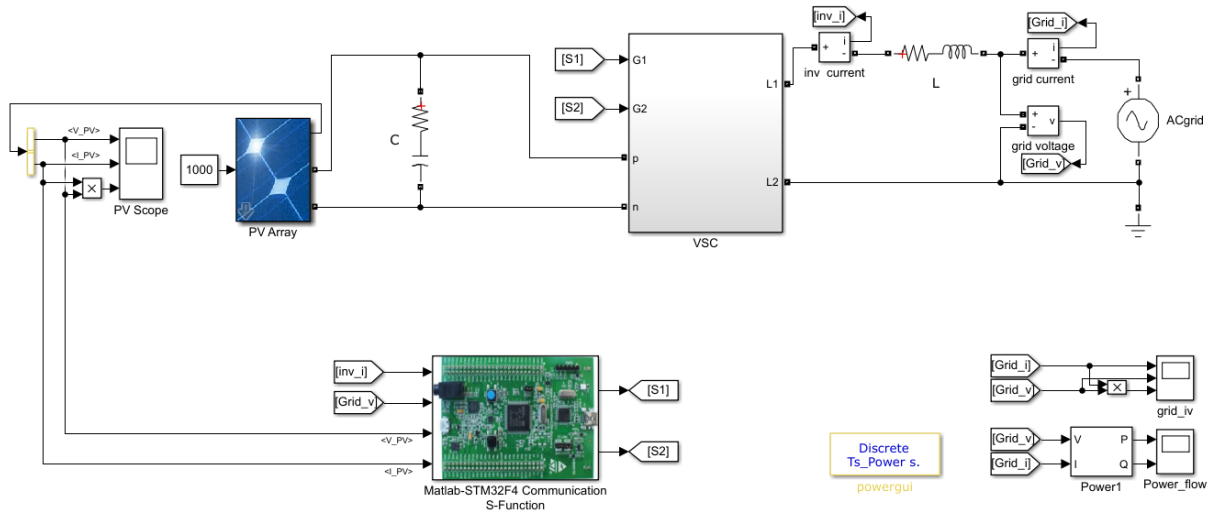 [inv_i]
[Grid_i]
[S1]
G1
+
i
-
inv current
+
L
+
i
-
grid current
[S2]
G2
L1
+
ACgrid
<V_PV>
<I_PV>
×
PV Scope
1000
PV Array
+
C
p
n
L2
VSC
+
-
v
grid voltage
[Grid_v]
[inv_i]
[Grid_v]
<V_PV>
<I_PV>
[S1]
[S2]
Matlab-STM32F4 Communication
S-Function
Discrete
Ts_Power s.
powergui
[Grid_i]
[Grid_v]
×
grid_iv
[Grid_v]
[Grid_i]
V
I
P
Q
Power1
Power_flow